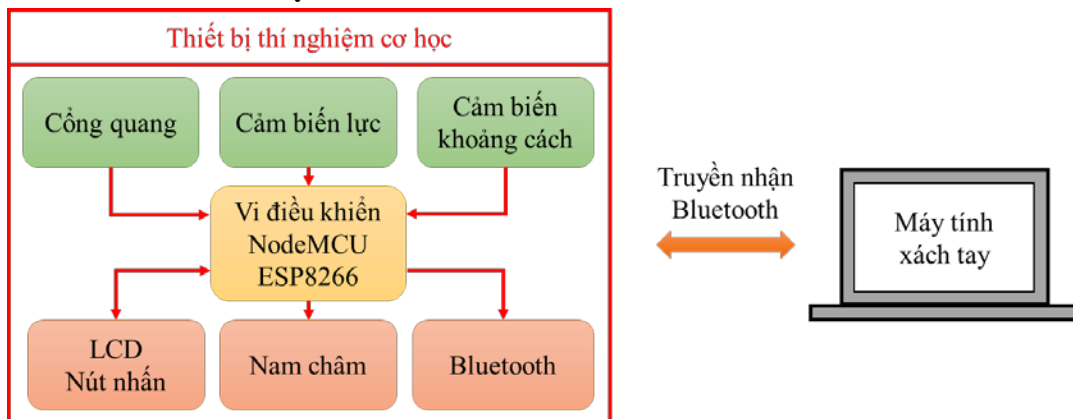 Thiết bị thí nghiệm cơ học
Cổng quang
Cảm biến lực
Cảm biến
khoảng cách
Vi điều khiển
NodeMCU
ESP8266
LCD
Nút nhấn
Nam châm
Bluetooth
Truyền nhận
Bluetooth
Máy tính
xách tay